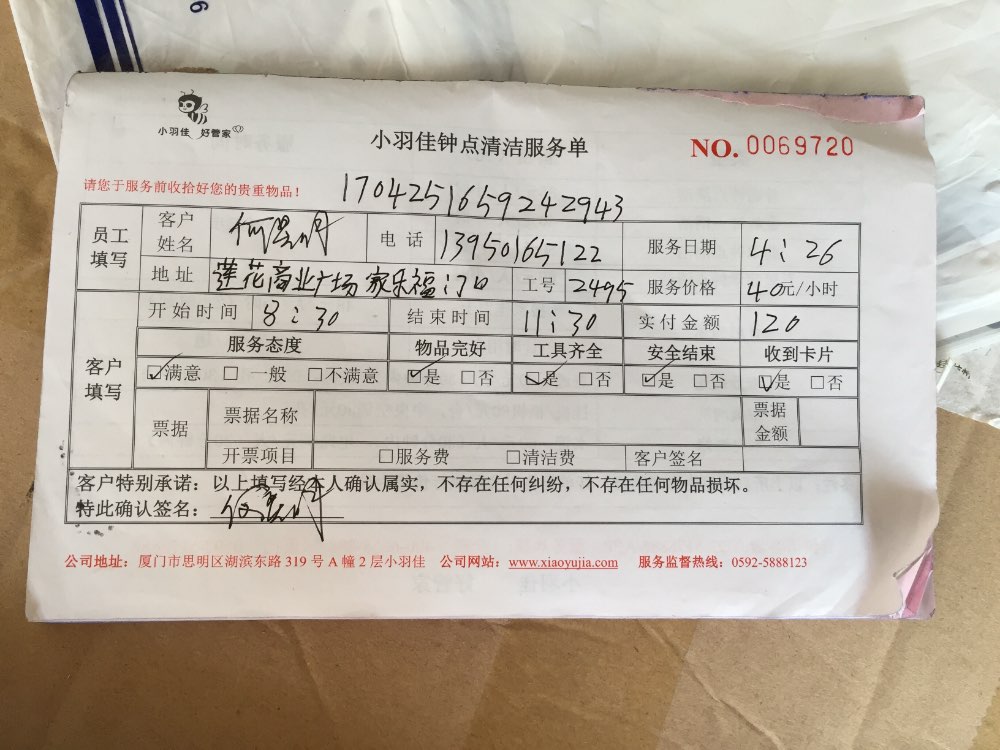 小羽佳 好管家
小羽佳钟点清洁服务单
NO. 0069720
请您于服务前收拾好您的贵重物品！
1704251659242943
员工填写 客户姓名 电话 13950165122 服务日期 4：26
地址 莲花商业广场 家乐福门口 工号 2495 服务价格 40元/小时
客户填写 开始时间 8：30 结束时间 11：30 实付金额 120
服务态度 物品完好 工具齐全 安全结束 收到卡片
☑满意 □一般 □不满意 ☑是 □否 ☑是 □否 ☑是 □否 ☑是 □否
票据 票据名称 票据金额
开票项目 □服务费 □清洁费 客户签名
客户特别承诺：以上填写经本人确认属实，不存在任何纠纷，不存在任何物品损坏。
特此确认签名：
公司地址：厦门市思明区湖滨东路 319 号 A 幢 2 层小羽佳 公司网站：www.xiaoyujia.com 服务监督热线：0592-5888123